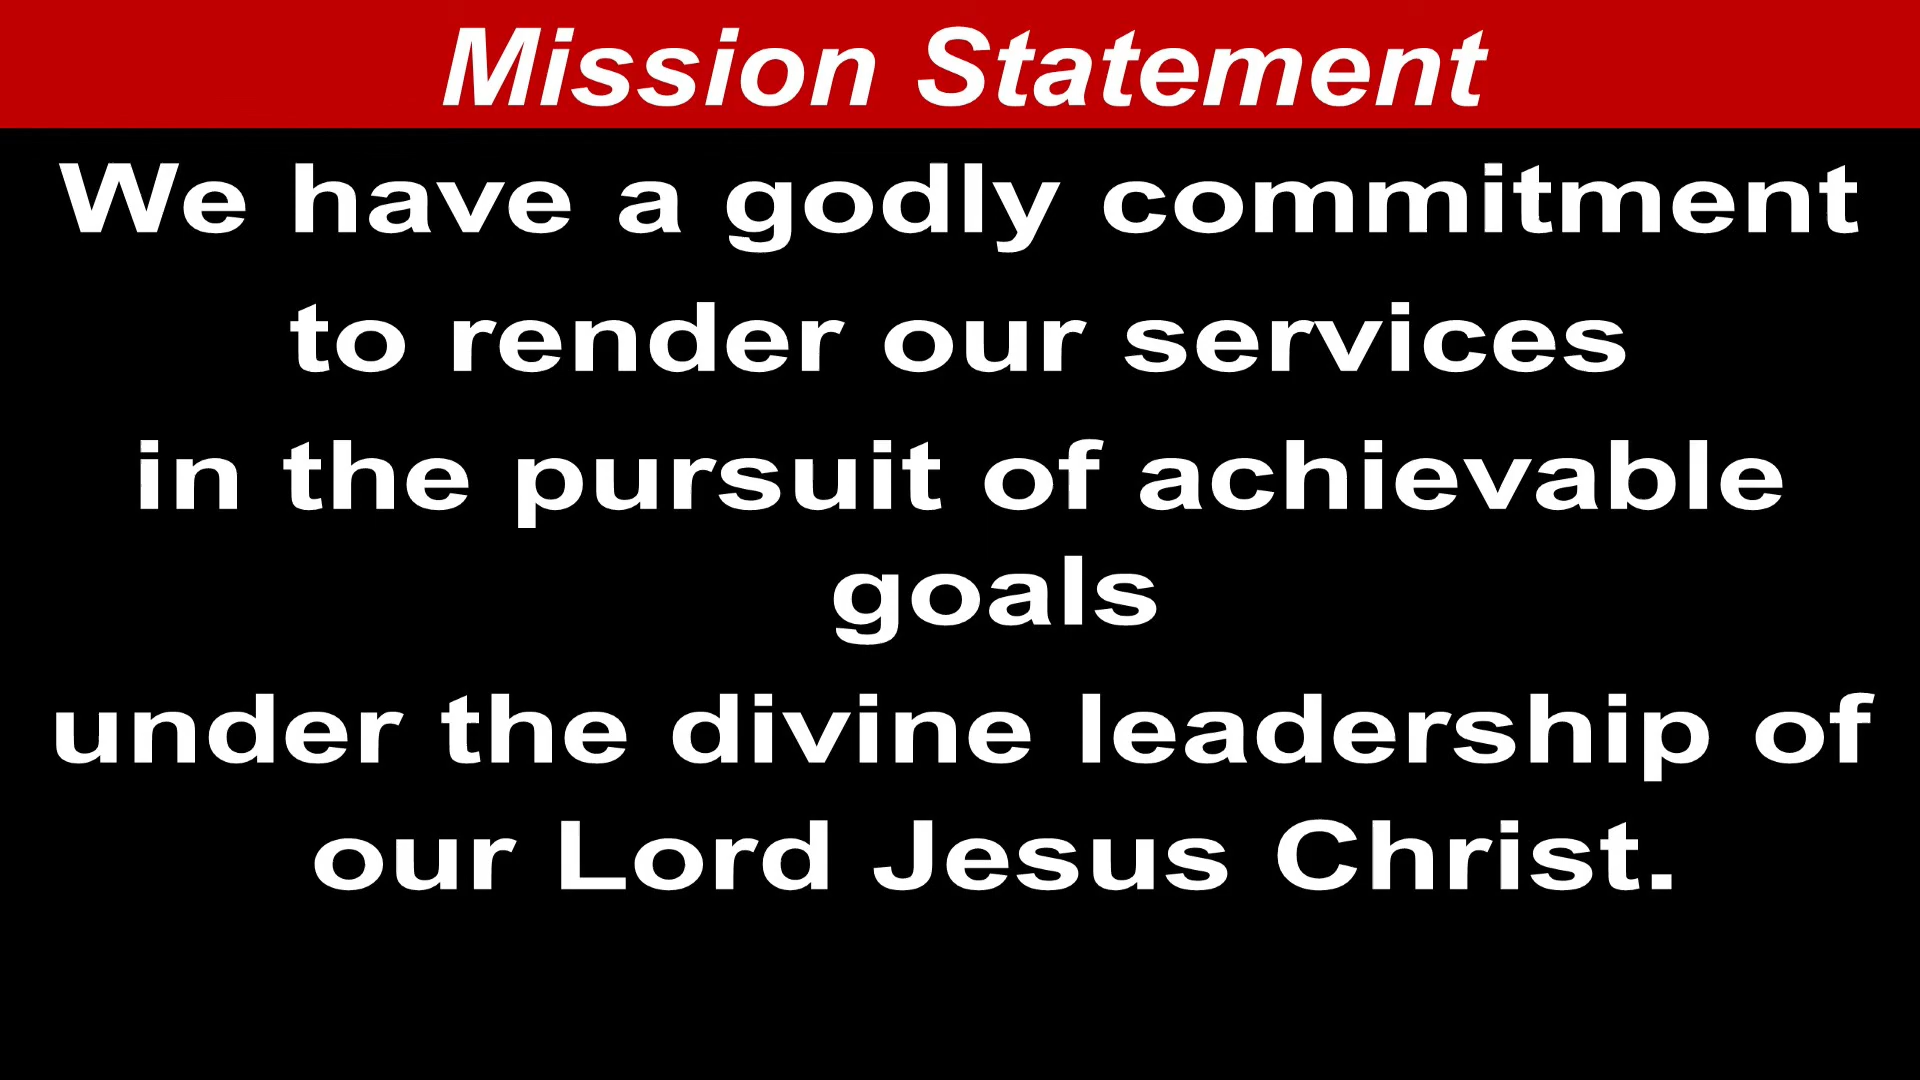 Mission Statement
We have a godly commitment
to render our services
in the pursuit of achievable
goals
under the divine leadership of
our Lord Jesus Christ.